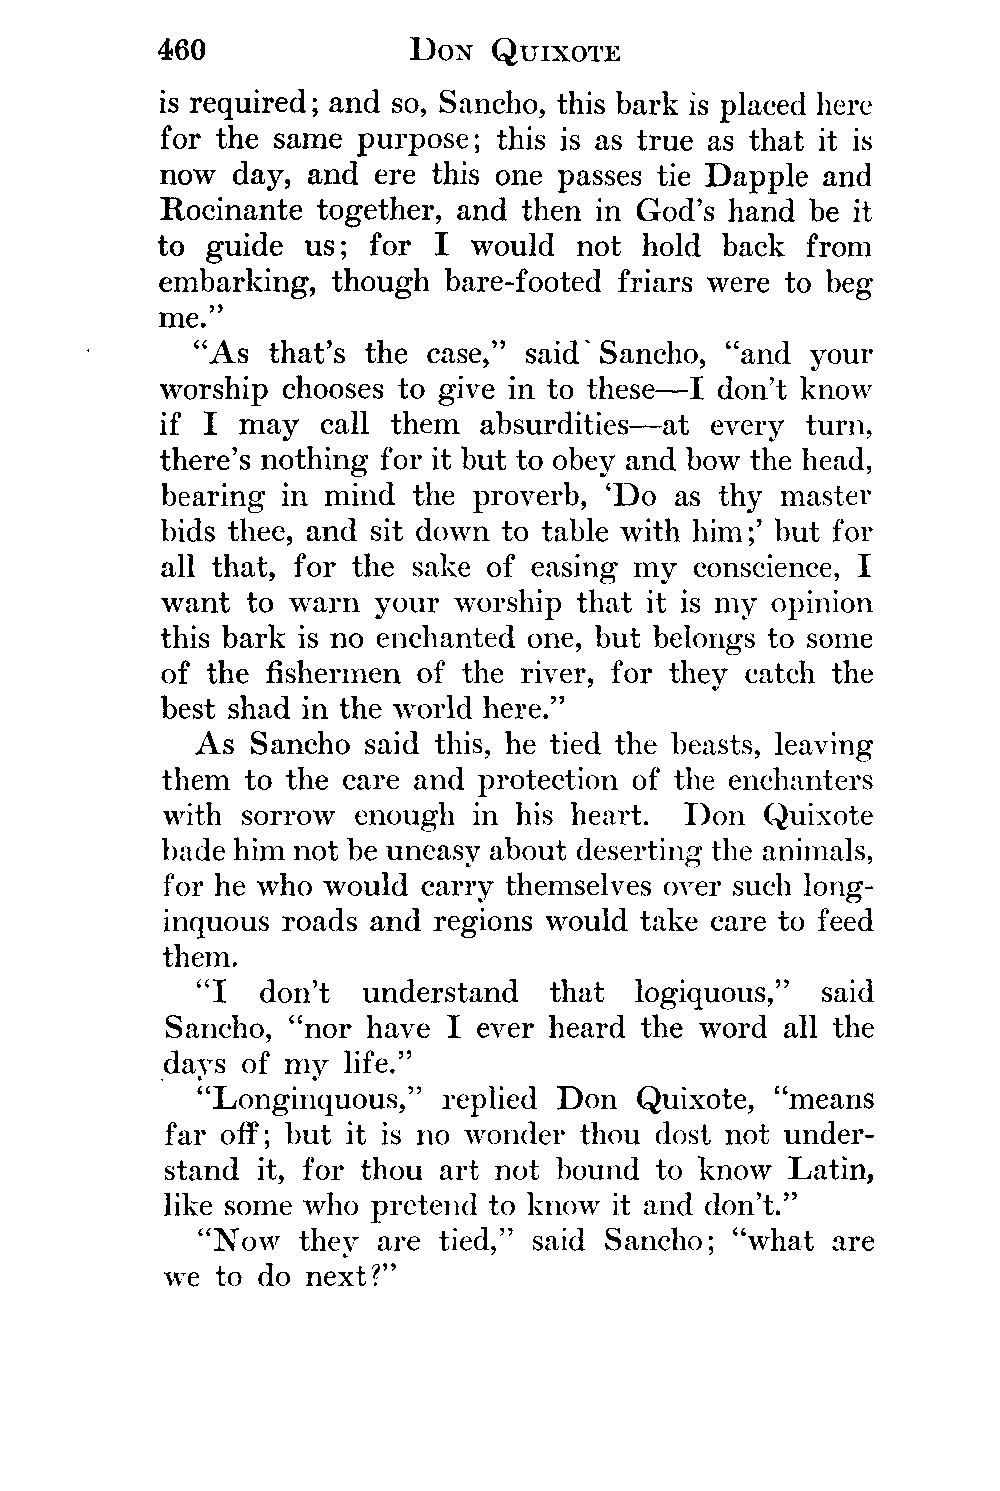 460 Don Quixote
is required; and so, Sancho, this bark is placed here
for the same purpose; this is as true as that it is
now day, and ere this one passes tie Dapple and
Rocinante together, and then in God's hand be it
to guide us; for I would not hold back from
embarking, though bare-footed friars were to beg
me.”
“As that's the case,” said Sancho, “and your
worship chooses to give in to these—I don't know
if I may call them absurdities—at every turn,
there's nothing for it but to obey and bow the head,
bearing in mind the proverb, ‘Do as thy master
bids thee, and sit down to table with him;’ but for
all that, for the sake of easing my conscience, I
want to warn your worship that it is my opinion
this bark is no enchanted one, but belongs to some
of the fishermen of the river, for they catch the
best shad in the world here.”
As Sancho said this, he tied the beasts, leaving
them to the care and protection of the enchanters
with sorrow enough in his heart. Don Quixote
bade him not be uneasy about deserting the animals,
for he who would carry themselves over such long-
inquous roads and regions would take care to feed
them.
“I don't understand that logiquous,” said
Sancho, “nor have I ever heard the word all the
days of my life.”
“Longinquous,” replied Don Quixote, “means
far off; but it is no wonder thou dost not under-
stand it, for thou art not bound to know Latin,
like some who pretend to know it and don't.”
“Now they are tied,” said Sancho; “what are
we to do next?”